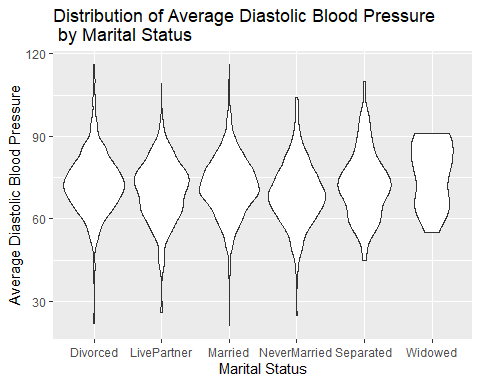 Distribution of Average Diastolic Blood Pressure
by Marital Status
Average Diastolic Blood Pressure
120
90
60
30
Divorced LivePartner Married NeverMarried Separated Widowed
Marital Status